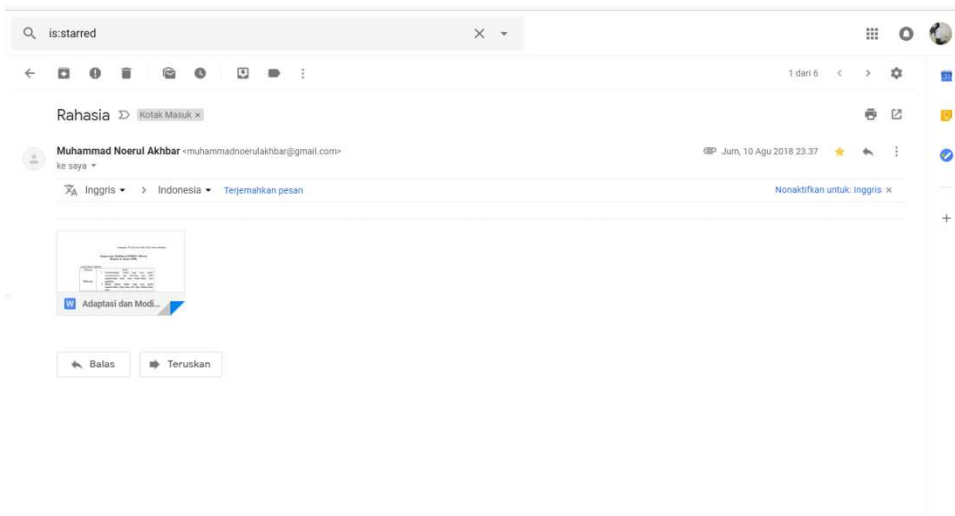 is:starred
1 dari 6
Rahasia Kotak Masuk ×
Muhammad Noerul Akhbar <muhammadnoerulakhbar@gmail.com> Jum, 10 Agu 2018 23.37
ke saya
Inggris > Indonesia Terjemahkan pesan Nonaktifkan untuk: Inggris ×
W Adaptasi dan Modi...
Balas Teruskan